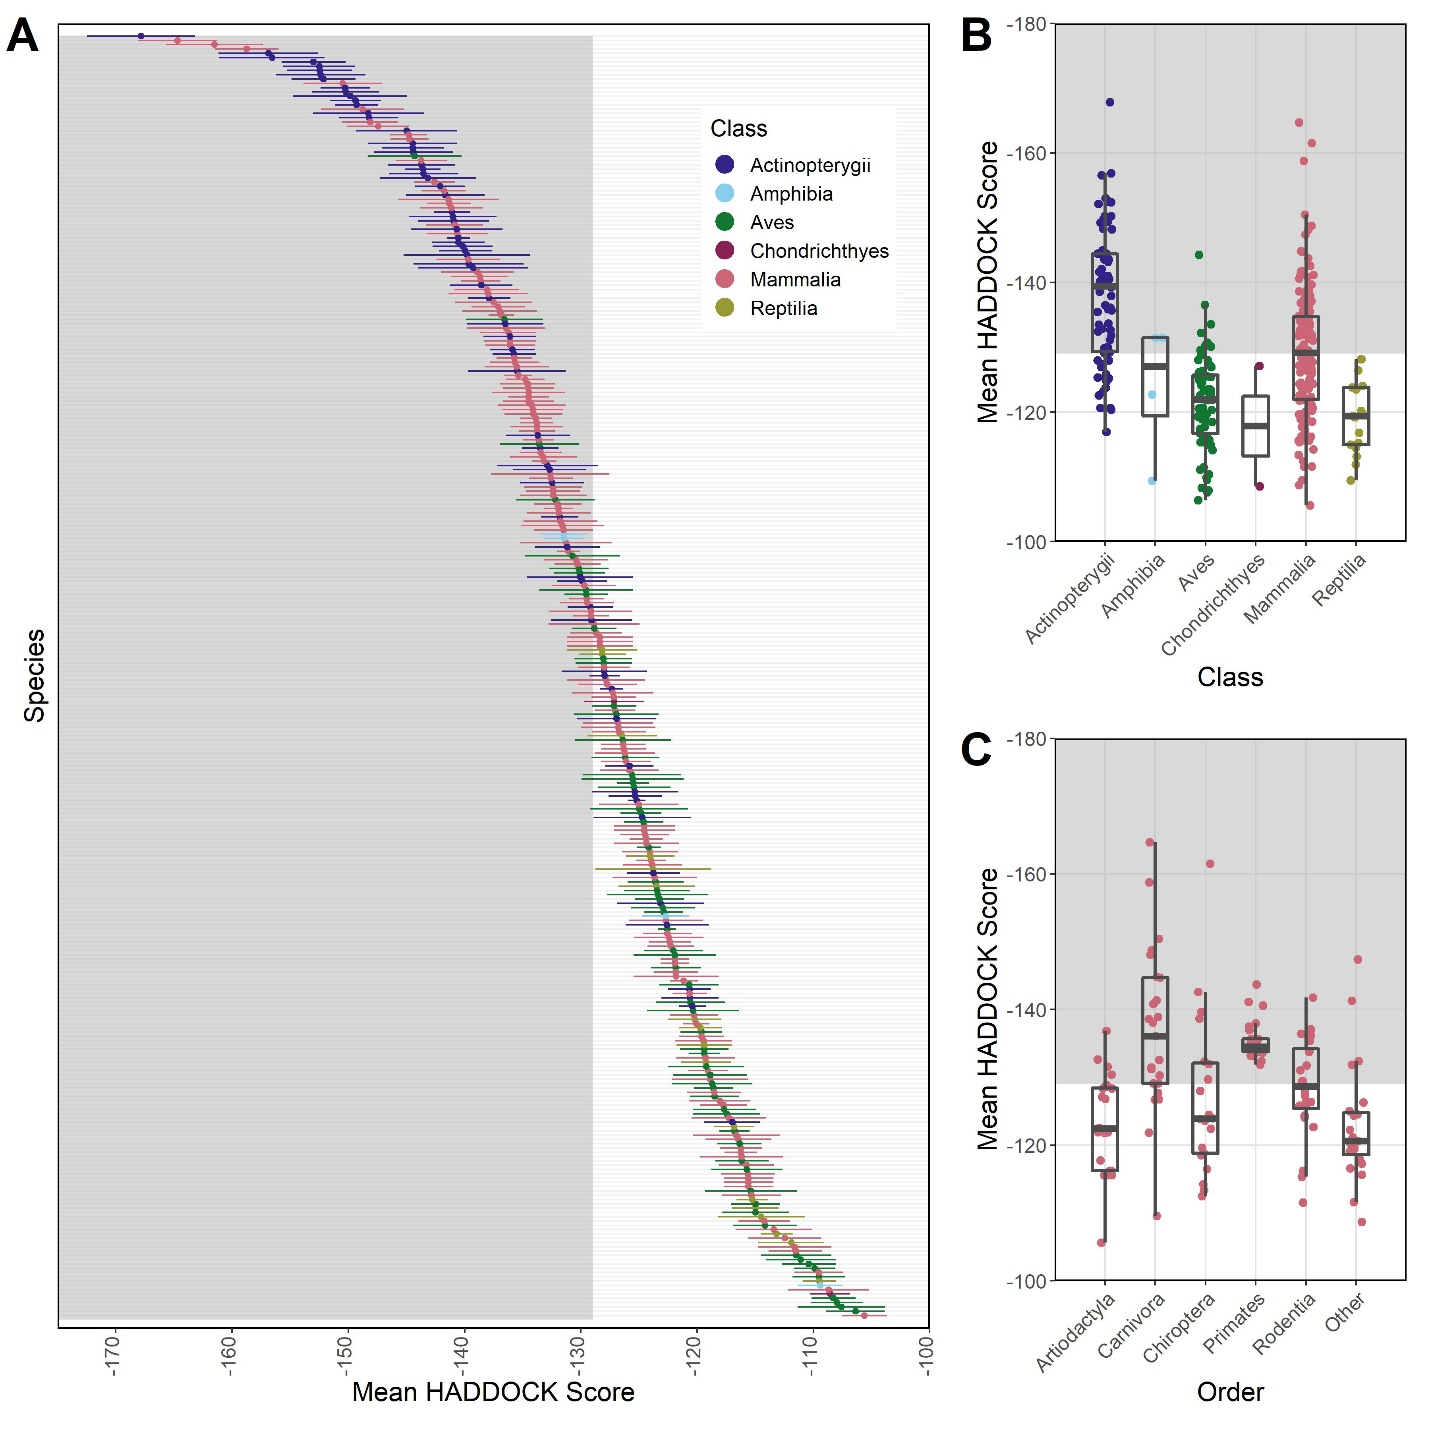 A
Class
Actinopterygii
Amphibia
Aves
Chondrichthyes
Mammalia
Reptilia
Species
-170
-160
-150
-140
-130
-120
-110
-100
Mean HADDOCK Score
B
-180
-160
-140
-120
-100
Mean HADDOCK Score
Actinopterygii
Amphibia
Aves
Chondrichthyes
Mammalia
Reptilia
Class
C
-180
-160
-140
-120
-100
Mean HADDOCK Score
Artiodactyla
Carnivora
Chiroptera
Primates
Rodentia
Other
Order